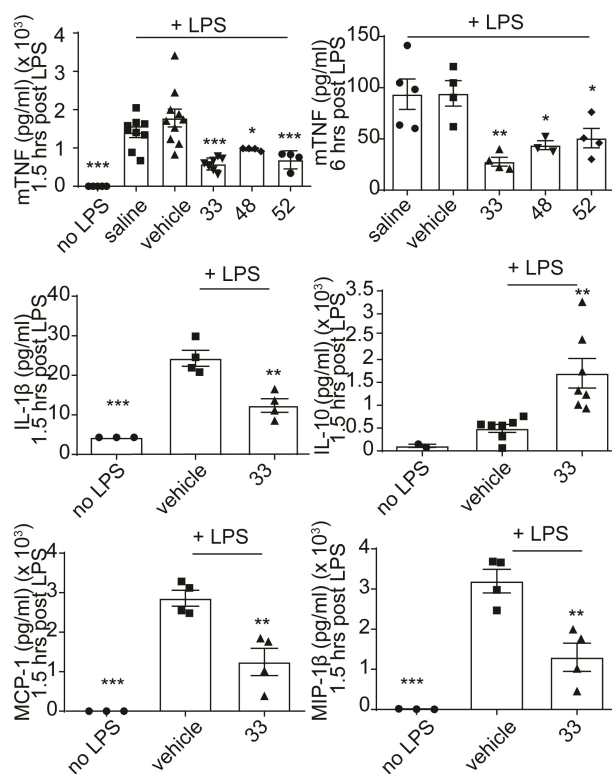 + LPS
mTNF (pg/ml) (x 10³)
1.5 hrs post LPS
4
3
2
1
0
***
***
*
***
no LPS
saline
vehicle
33
48
52
+ LPS
mTNF (pg/ml)
6 hrs post LPS
150
100
50
0
**
*
*
saline
vehicle
33
48
52
+ LPS
IL-1β (pg/ml)
1.5 hrs post LPS
40
30
20
10
0
***
**
no LPS
vehicle
33
+ LPS
IL-10 (pg/ml) (x 10³)
1.5 hrs post LPS
3.5
3
2
1.5
1
0.5
0
**
no LPS
vehicle
33
+ LPS
MCP-1 (pg/ml) (x 10³)
1.5 hrs post LPS
4
3
2
1
0
***
**
no LPS
vehicle
33
+ LPS
MIP-1β (pg/ml) (x 10³)
1.5 hrs post LPS
4
3
2
1
0
***
**
no LPS
vehicle
33